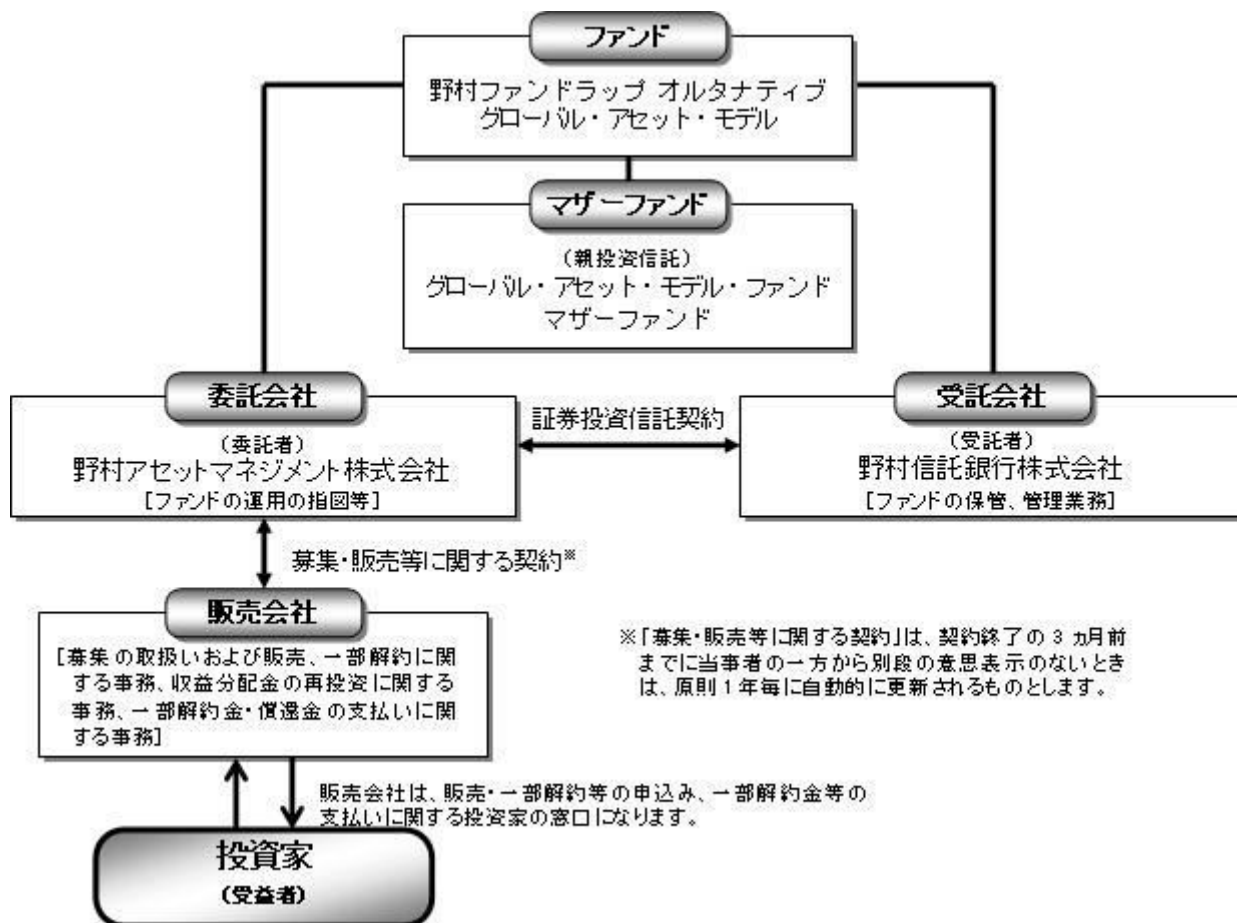 ファンド
野村ファンドラップ オルタナティブ
グローバル・アセット・モデル
マザーファンド
(親投資信託)
グローバル・アセット・モデル・ファンド
マザーファンド
委託会社
(委託者)
野村アセットマネジメント株式会社
[ファンドの運用の指図等]
証券投資信託契約
受託会社
(受託者)
野村信託銀行株式会社
[ファンドの保管、管理業務]
募集・販売等に関する契約※
販売会社
[募集の取扱いおよび販売、一部解約に関
する事務、収益分配金の再投資に関する
事務、一部解約金・償還金の支払いに関
する事務]
※「募集・販売等に関する契約」は、契約終了の3ヵ月前
までに当事者の一方から別段の意思表示のないとき
は、原則1年毎に自動的に更新されるものとします。
販売会社は、販売・一部解約等の申込み、一部解約金等の
支払いに関する投資家の窓口になります。
投資家
(受益者)